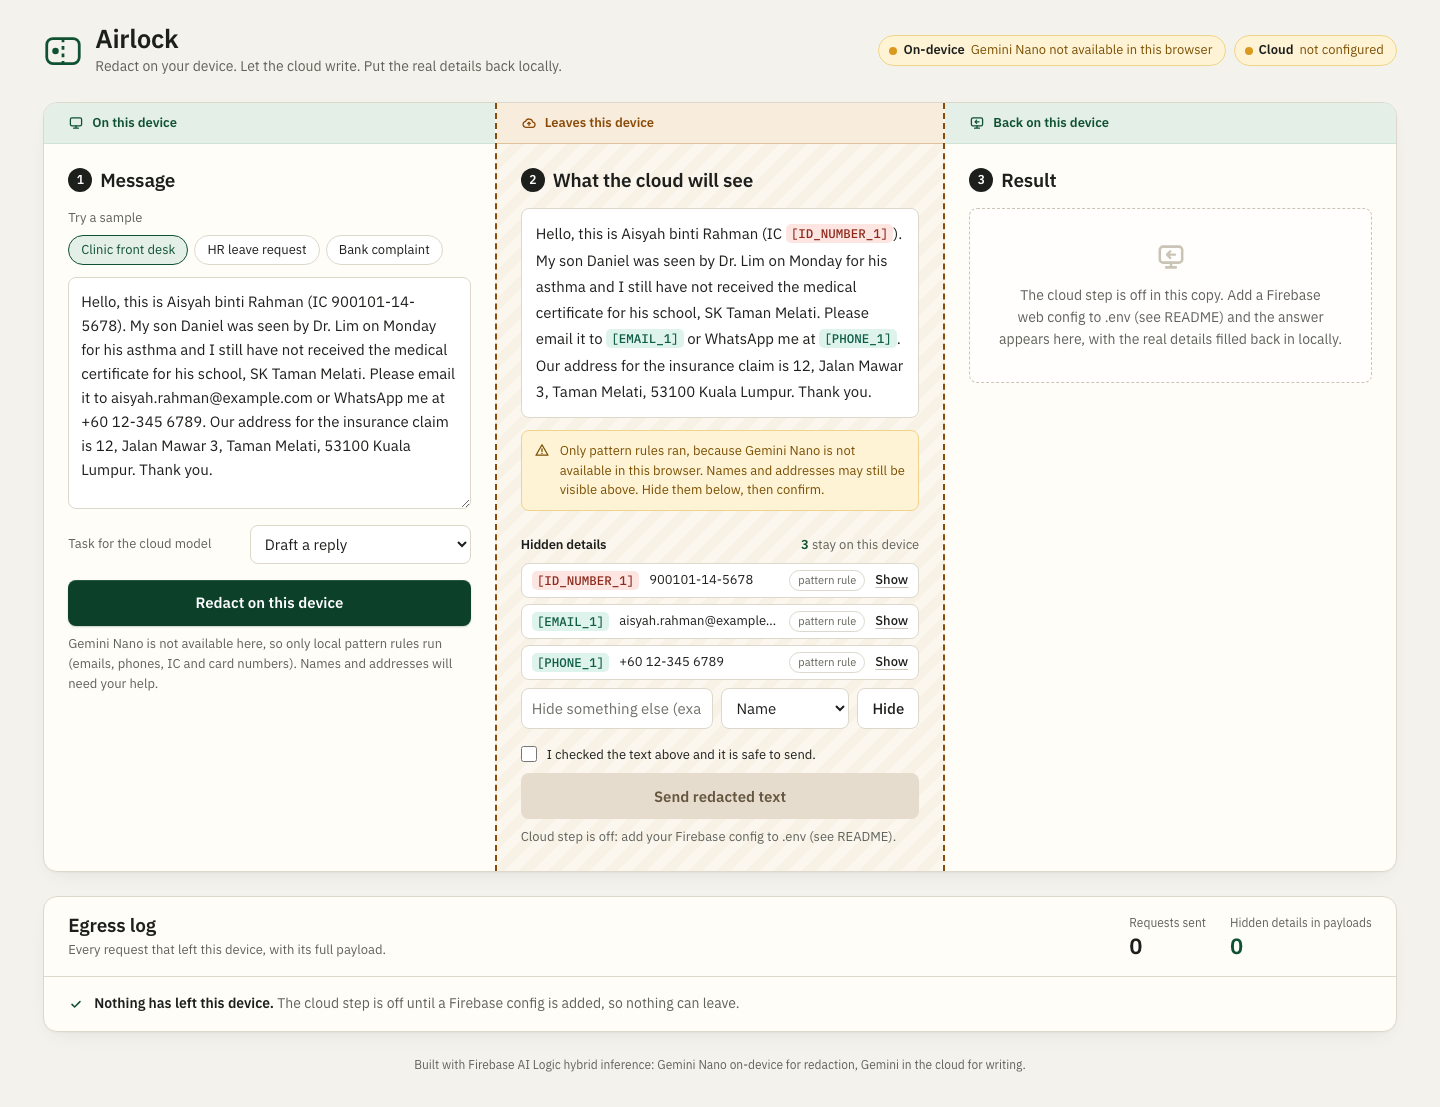 Airlock
Redact on your device. Let the cloud write. Put the real details back locally.
On-device Gemini Nano not available in this browser
Cloud not configured
On this device
1 Message
Try a sample
Clinic front desk
HR leave request
Bank complaint
Hello, this is Aisyah binti Rahman (IC 900101-14-
5678). My son Daniel was seen by Dr. Lim on Monday
for his asthma and I still have not received the medical
certificate for his school, SK Taman Melati. Please email
it to aisyah.rahman@example.com or WhatsApp me at
+60 12-345 6789. Our address for the insurance claim
is 12, Jalan Mawar 3, Taman Melati, 53100 Kuala
Lumpur. Thank you.
Task for the cloud model
Draft a reply
Redact on this device
Gemini Nano is not available here, so only local pattern rules run
(emails, phones, IC and card numbers). Names and addresses will
need your help.
Leaves this device
2 What the cloud will see
Hello, this is Aisyah binti Rahman (IC [ID_NUMBER_1]).
My son Daniel was seen by Dr. Lim on Monday for his
asthma and I still have not received the medical
certificate for his school, SK Taman Melati. Please
email it to [EMAIL_1] or WhatsApp me at [PHONE_1].
Our address for the insurance claim is 12, Jalan Mawar
3, Taman Melati, 53100 Kuala Lumpur. Thank you.
Only pattern rules ran, because Gemini Nano is not
available in this browser. Names and addresses may still be
visible above. Hide them below, then confirm.
Hidden details
3 stay on this device
[ID_NUMBER_1] 900101-14-5678 pattern rule Show
[EMAIL_1] aisyah.rahman@example... pattern rule Show
[PHONE_1] +60 12-345 6789 pattern rule Show
Hide something else (exa
Name
Hide
I checked the text above and it is safe to send.
Send redacted text
Cloud step is off: add your Firebase config to .env (see README).
Back on this device
3 Result
The cloud step is off in this copy. Add a Firebase
web config to .env (see README) and the answer
appears here, with the real details filled back in locally.
Egress log
Every request that left this device, with its full payload.
Requests sent
0
Hidden details in payloads
0
Nothing has left this device. The cloud step is off until a Firebase config is added, so nothing can leave.
Built with Firebase AI Logic hybrid inference: Gemini Nano on-device for redaction, Gemini in the cloud for writing.